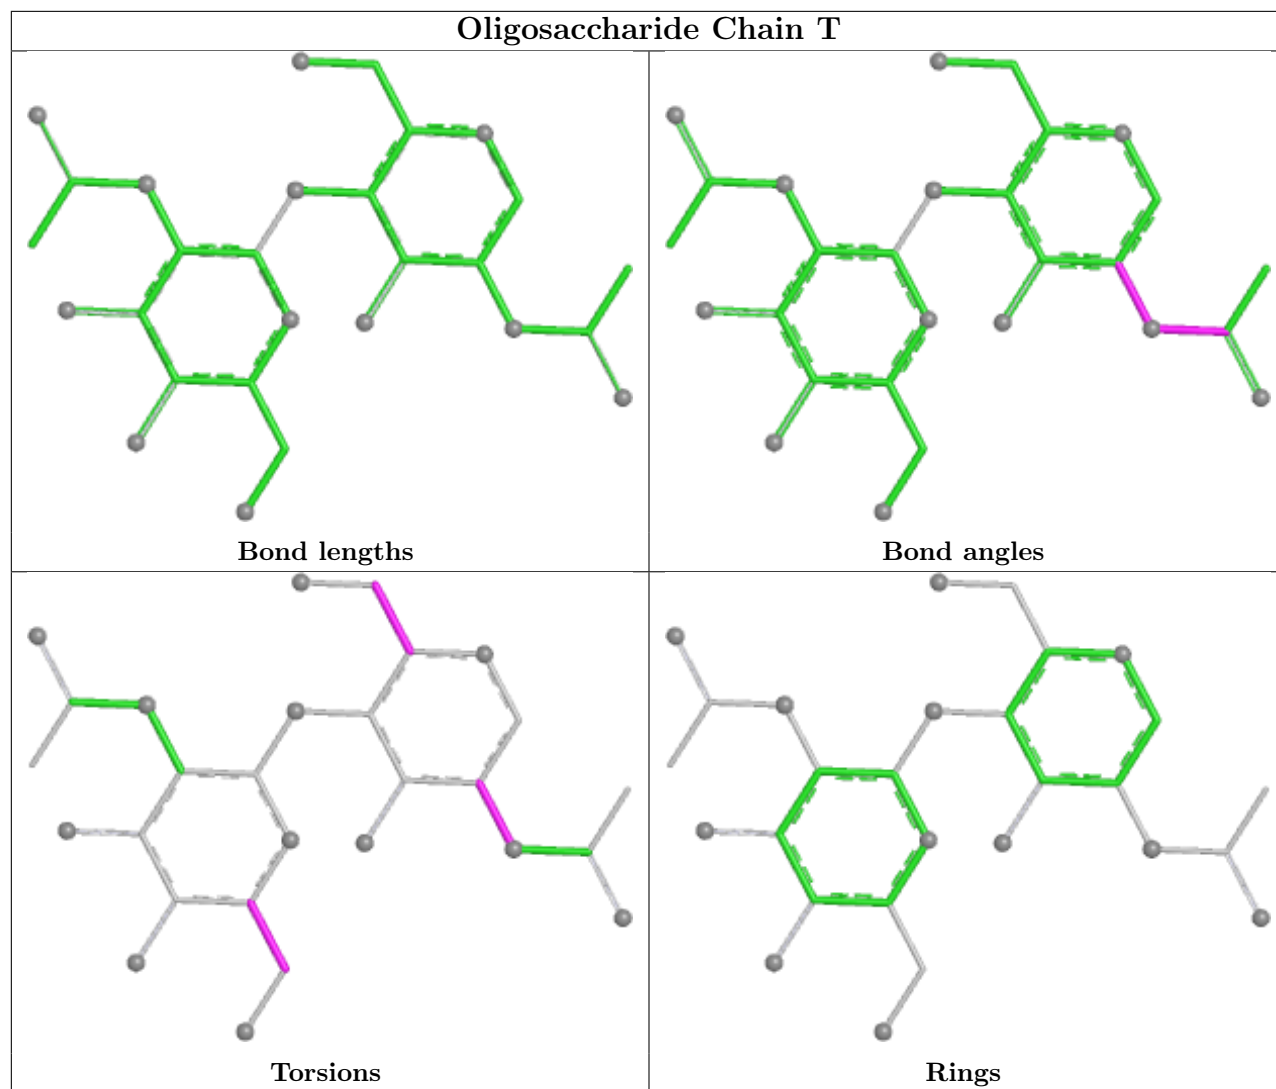 Oligosaccharide Chain T
Bond lengths
Bond angles
Torsions
Rings